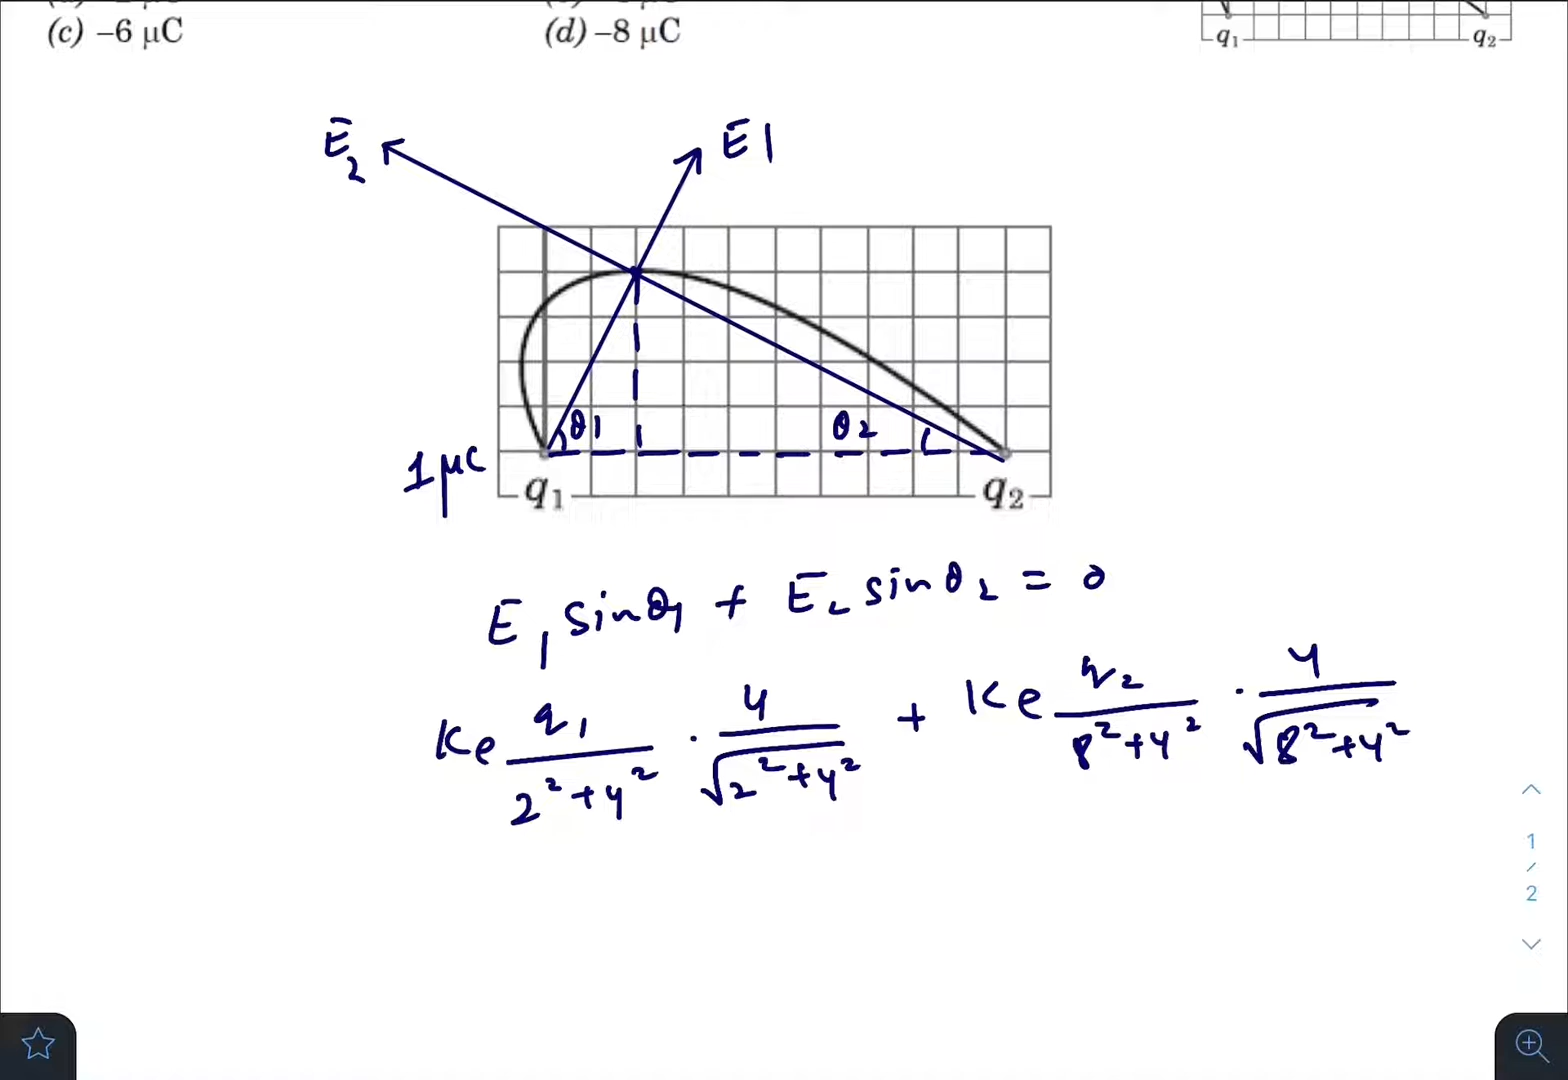 (c) –6 μC (d) –8 μC
q₁ q₂
E₂ E1
θ1 θ2
1μC
q₁ q₂
E₁ sinθ₁ + E₂ sinθ₂ = 0
Ke q₁/(2²+4²) · 4/√(2²+4²) + Ke q₂/(8²+4²) · 4/√(8²+4²)
1
/
2